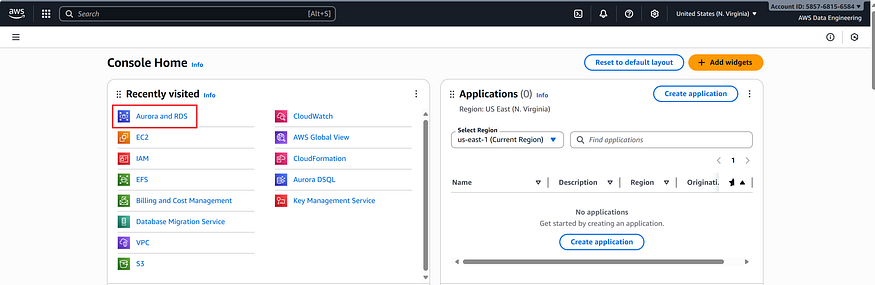 aws
Search
[Alt+S]
United States (N. Virginia)
Account ID: 5857-6815-6584
AWS Data Engineering
Console Home
Info
Reset to default layout
+ Add widgets
Recently visited
Info
Aurora and RDS
EC2
IAM
EFS
Billing and Cost Management
Database Migration Service
VPC
S3
CloudWatch
AWS Global View
CloudFormation
Aurora DSQL
Key Management Service
Applications (0)
Info
Create application
Region: US East (N. Virginia)
Select Region
us-east-1 (Current Region)
Find applications
1
Name
Description
Region
Originati.
No applications
Get started by creating an application.
Create application